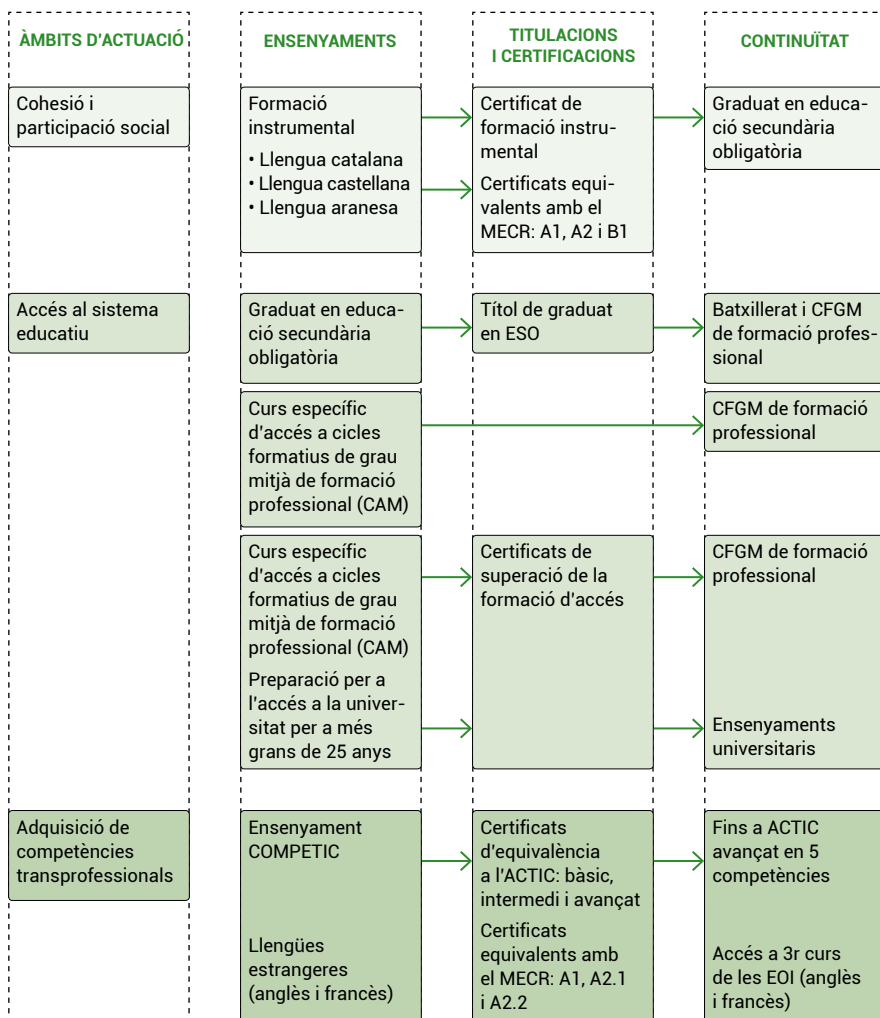 ÀMBITS D'ACTUACIÓ
ENSENYAMENTS
TITULACIONS
I CERTIFICACIONS
CONTINUÏTAT
Cohesió i
participació social
Formació
instrumental
• Llengua catalana
• Llengua castellana
• Llengua aranesa
Certificat de
formació instru-
mental
Certificats equi-
valents amb el
MECR: A1, A2 i B1
Graduat en educa-
ció secundària
obligatòria
Accés al sistema
educatiu
Graduat en educa-
ció secundària
obligatòria
Títol de graduat
en ESO
Batxillerat i CFGM
de formació profes-
sional
Curs específic
d'accés a cicles
formatius de grau
mitjà de formació
professional (CAM)
CFGM de formació
professional
Curs específic
d'accés a cicles
formatius de grau
mitjà de formació
professional (CAM)
Preparació per a
l'accés a la univer-
sitat per a més
grans de 25 anys
Certificats de
superació de la
formació d'accés
CFGM de formació
professional
Ensenyaments
universitaris
Adquisició de
competències
transprofessionals
Ensenyament
COMPETIC
Llengües
estrangeres
(anglès i francès)
Certificats
d'equivalència
a l'ACTIC: bàsic,
intermedi i avançat
Certificats
equivalents amb
el MECR: A1, A2.1
i A2.2
Fins a ACTIC
avançat en 5
competències
Accés a 3r curs
de les EOI (anglès
i francès)